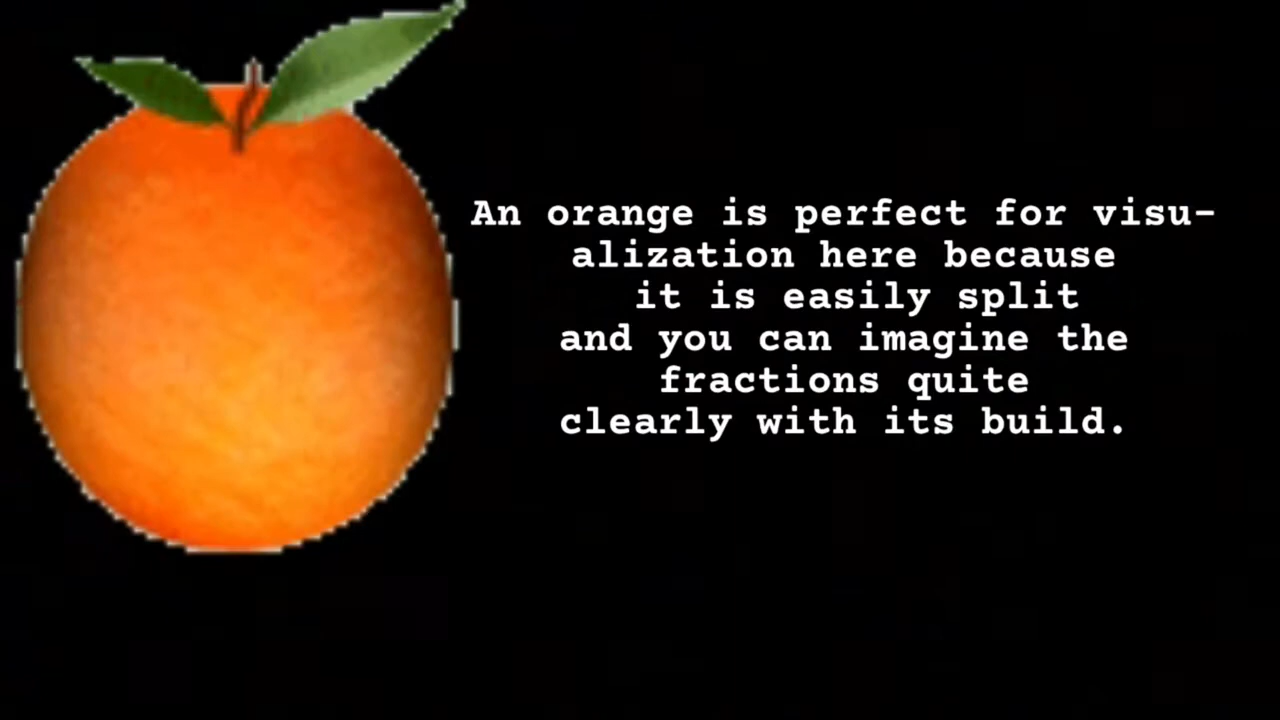 An orange is perfect for visu-
alization here because
it is easily split
and you can imagine the
fractions quite
clearly with its build.